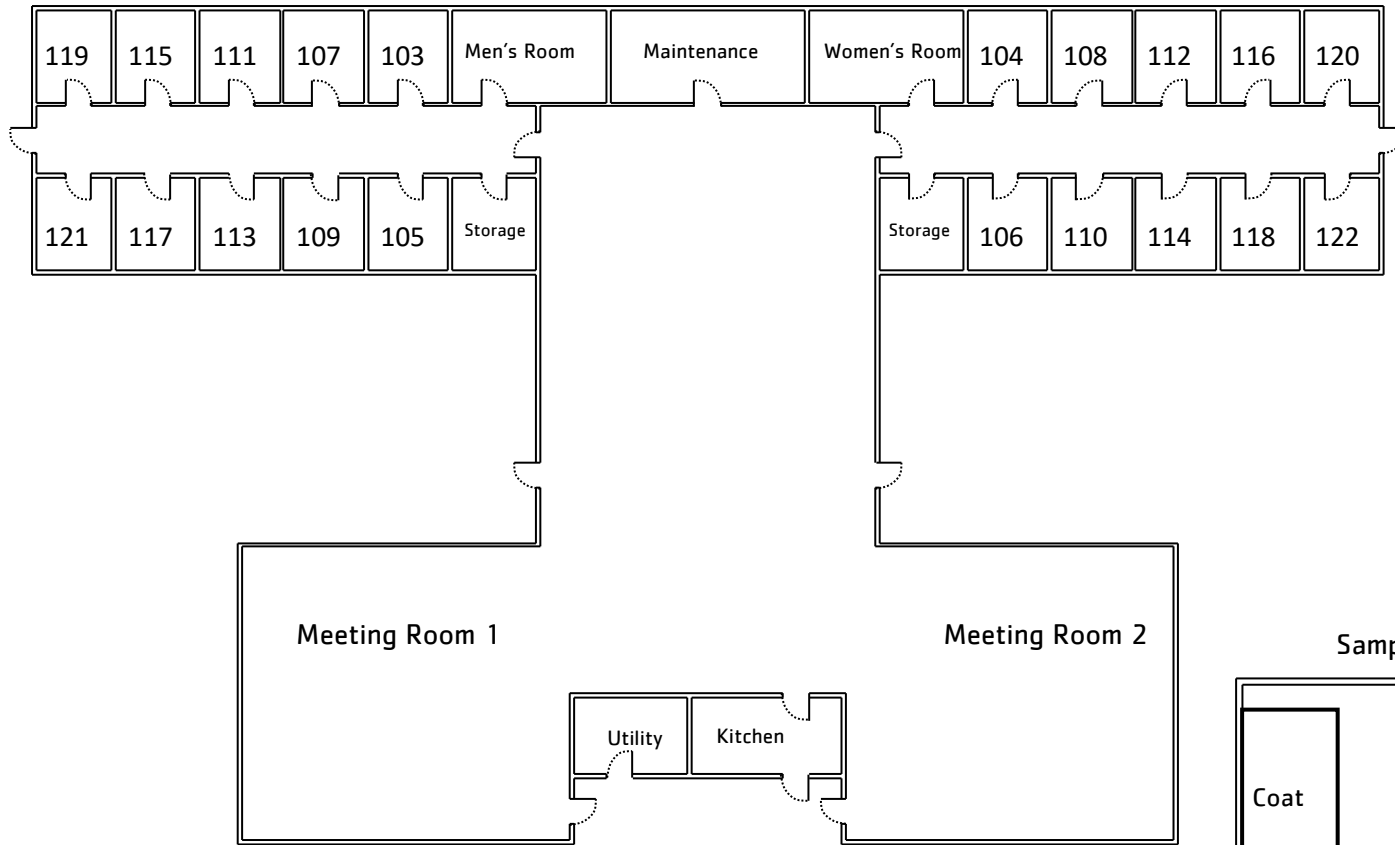 119 115 111 107 103 Men's Room Maintenance Women's Room 104 108 112 116 120
121 117 113 109 105 Storage Storage 106 110 114 118 122
Meeting Room 1 Meeting Room 2
Samp
Utility Kitchen
Coat